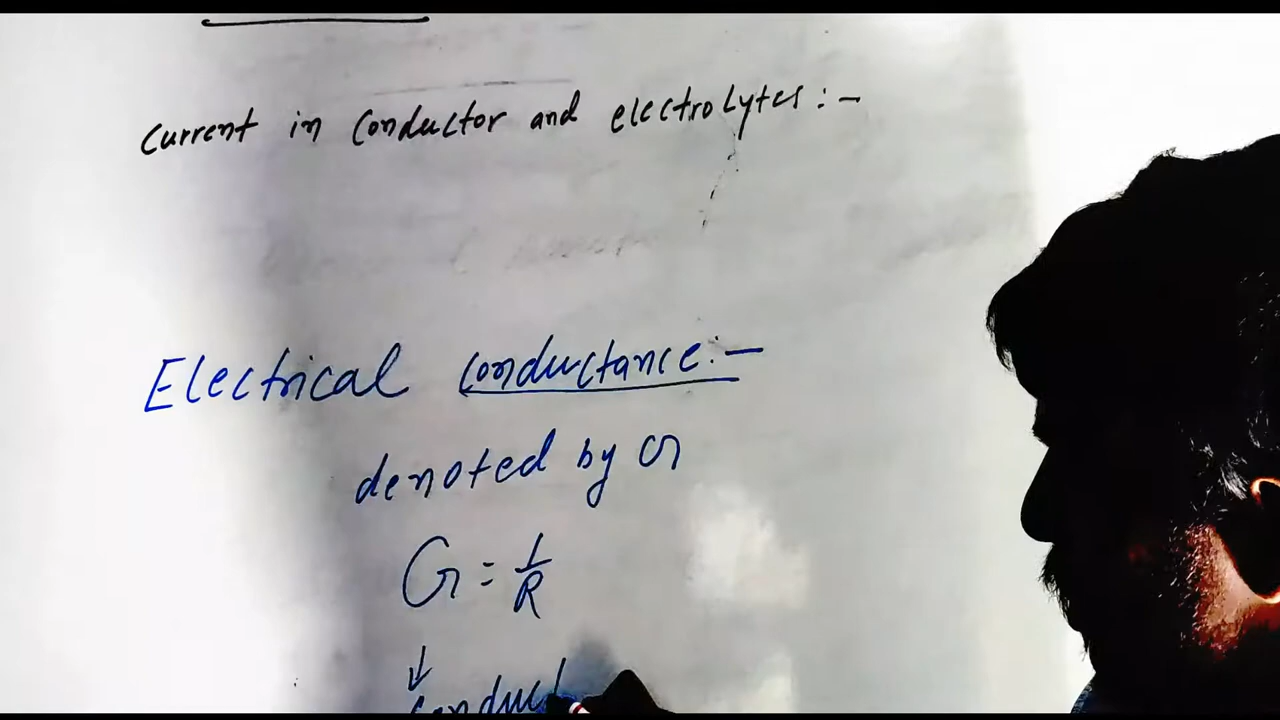 Current in Conductor and electrolytes :-
Electrical Conductance :-
denoted by G
G = 1/R
↓